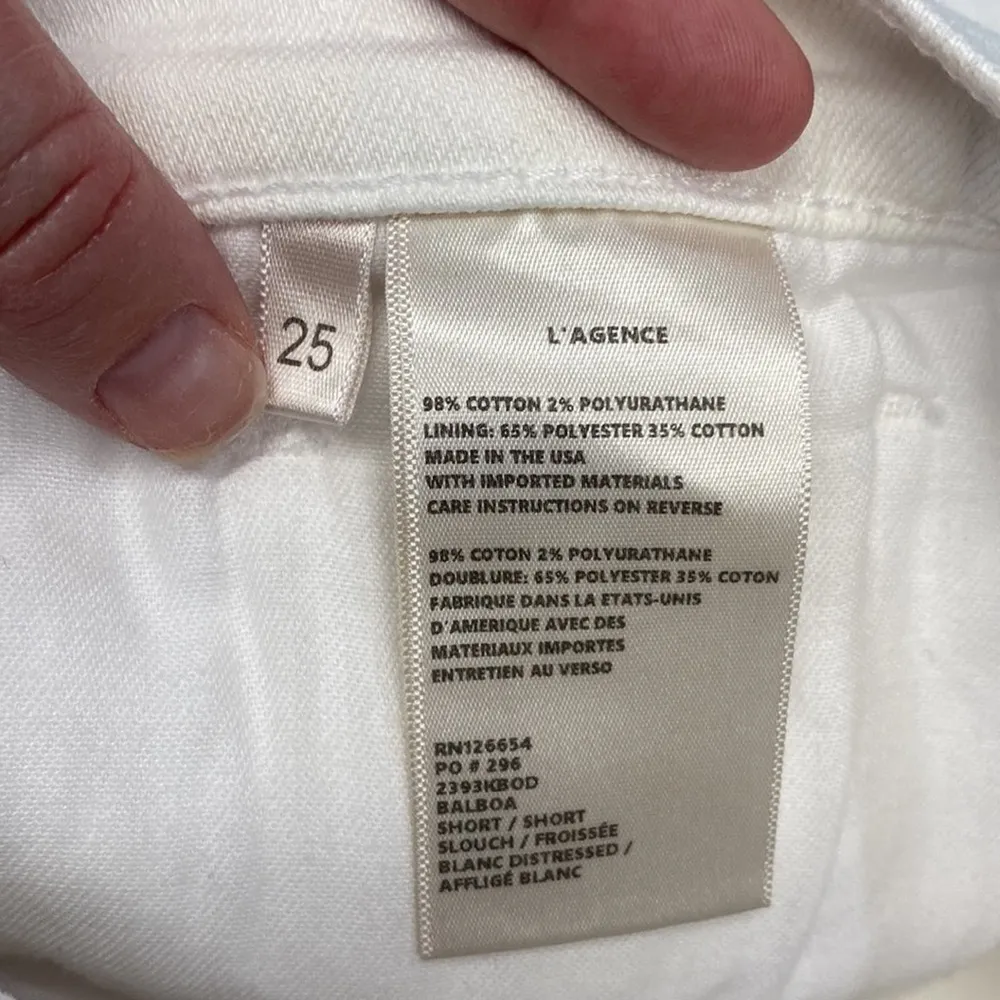 25
L'AGENCE
98% COTTON 2% POLYURATHANE
LINING: 65% POLYESTER 35% COTTON
MADE IN THE USA
WITH IMPORTED MATERIALS
CARE INSTRUCTIONS ON REVERSE
98% COTON 2% POLYURATHANE
DOUBLURE: 65% POLYESTER 35% COTON
FABRIQUE DANS LA ETATS-UNIS
D'AMERIQUE AVEC DES
MATERIAUX IMPORTES
ENTRETIEN AU VERSO
RN126654
PO # 296
2393KBOD
BALBOA
SHORT / SHORT
SLOUCH / FROISSÉE
BLANC DISTRESSED /
AFFLIGÉ BLANC